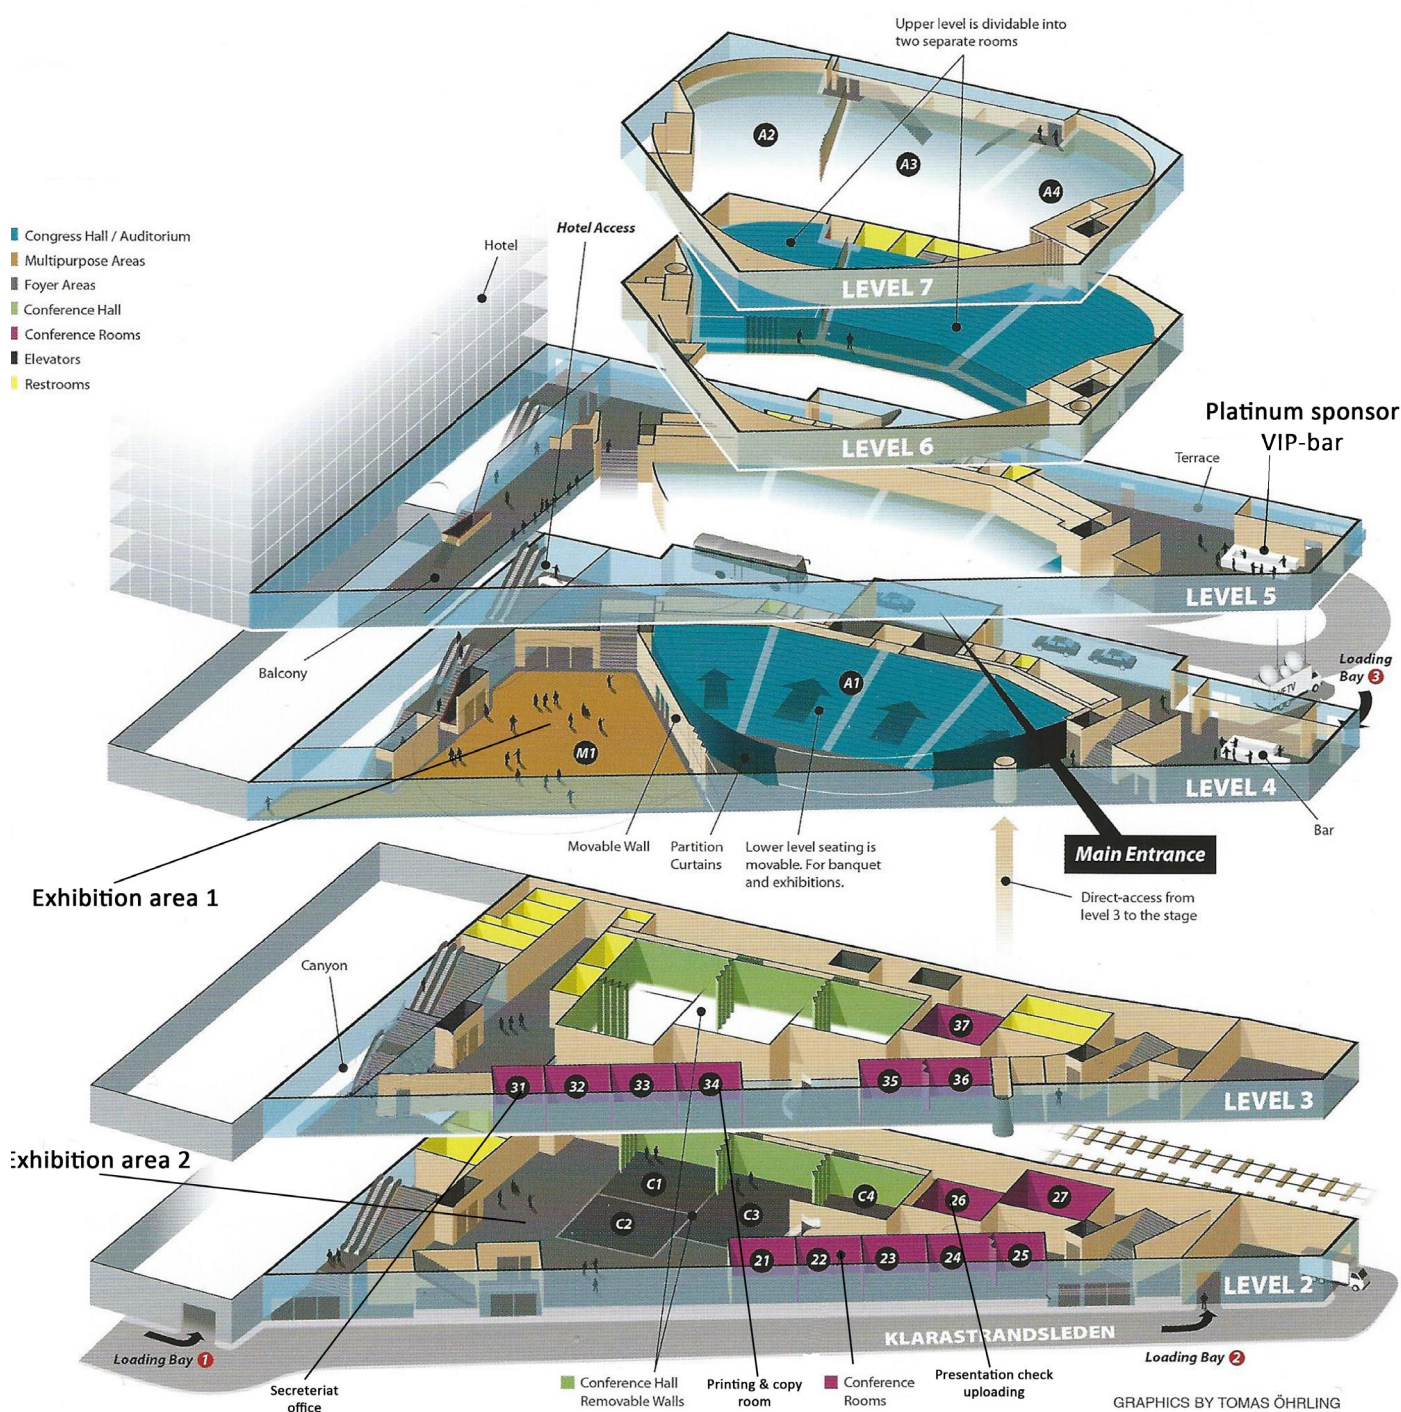 Upper level is dividable into
two separate rooms
A2
A3
A4
LEVEL 7
Hotel Access
Hotel
Congress Hall / Auditorium
Multipurpose Areas
Foyer Areas
Conference Hall
Conference Rooms
Elevators
Restrooms
LEVEL 6
Platinum sponsor
VIP-bar
Terrace
LEVEL 5
Balcony
Loading
Bay 3
A1
M1
LEVEL 4
Movable Wall
Partition
Curtains
Lower level seating is
movable. For banquet
and exhibitions.
Main Entrance
Bar
Exhibition area 1
Direct-access from
level 3 to the stage
Canyon
37
31
32
33
34
35
36
LEVEL 3
Exhibition area 2
C1
C2
C3
C4
26
27
21
22
23
24
25
LEVEL 2
KLARASTRANDSLEDEN
Loading Bay 1
Loading Bay 2
Secreteriat
office
Conference Hall
Removable Walls
Printing & copy
room
Conference
Rooms
Presentation check
uploading
GRAPHICS BY TOMAS ÖHRLING